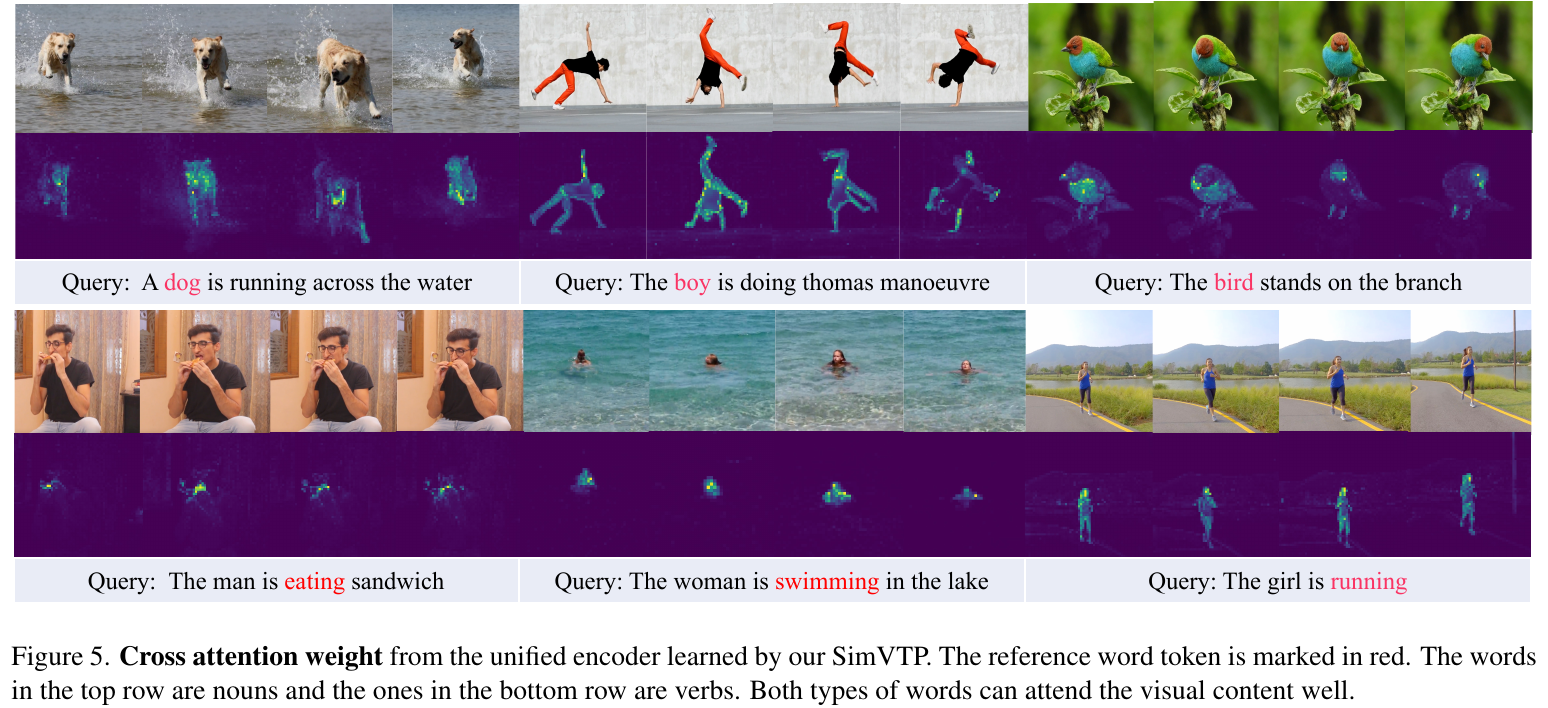 Query: A dog is running across the water
Query: The boy is doing thomas manoeuvre
Query: The bird stands on the branch
Query: The man is eating sandwich
Query: The woman is swimming in the lake
Query: The girl is running
Figure 5. Cross attention weight from the unified encoder learned by our SimVTP. The reference word token is marked in red. The words
in the top row are nouns and the ones in the bottom row are verbs. Both types of words can attend the visual content well.